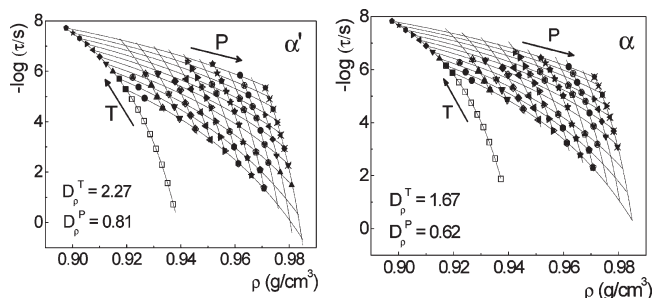 8
6
4
2
0
-log (τ/s)
α'
P
T
D_ρ^T = 2.27
D_ρ^P = 0.81
0.90 0.92 0.94 0.96 0.98
ρ (g/cm³)
8
6
4
2
0
-log (τ/s)
α
P
T
D_ρ^T = 1.67
D_ρ^P = 0.62
0.90 0.92 0.94 0.96 0.98
ρ (g/cm³)